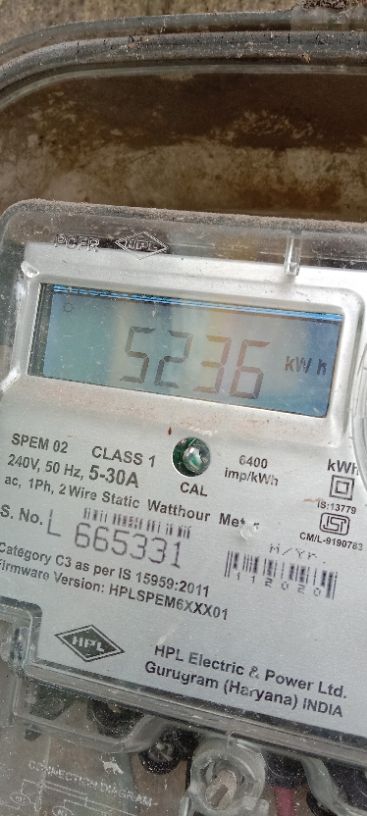 HPL
5236 kWh
SPEM 02 CLASS 1 6400 kWh
240V, 50 Hz, 5-30A imp/kWh
CAL
ac, 1Ph, 2 Wire Static Watthour IS:13779
S. No. L 665331 M/Yr.
CM/L-9190783
Category C3 as per IS 15959:2011
112020
Firmware Version: HPLSPEM6XXX01
HPL
HPL Electric & Power Ltd.
Gurugram (Haryana) INDIA
CONNECTION DIAGRAM